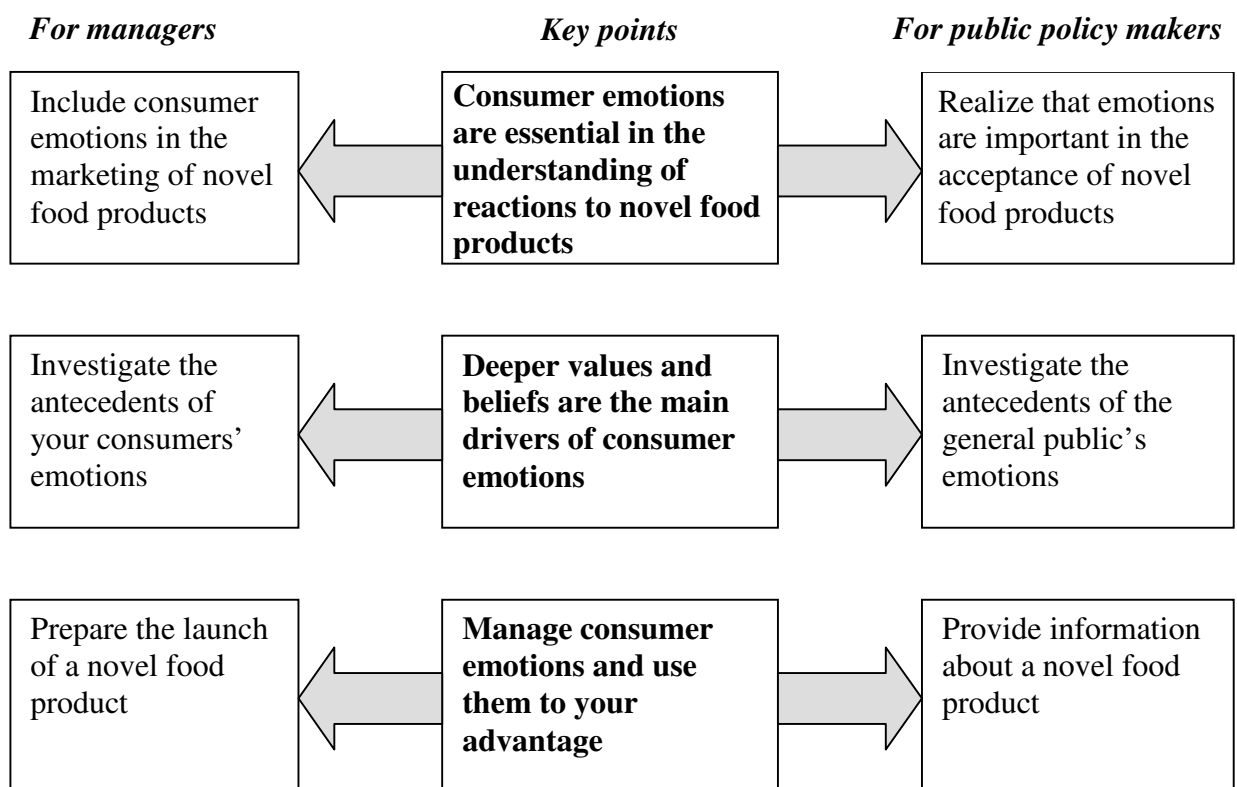 For managers
Key points
For public policy makers
Include consumer
emotions in the
marketing of novel
food products
Consumer emotions
are essential in the
understanding of
reactions to novel food
products
Realize that emotions
are important in the
acceptance of novel
food products
Investigate the
antecedents of
your consumers’
emotions
Deeper values and
beliefs are the main
drivers of consumer
emotions
Investigate the
antecedents of the
general public’s
emotions
Prepare the launch
of a novel food
product
Manage consumer
emotions and use
them to your
advantage
Provide information
about a novel food
product